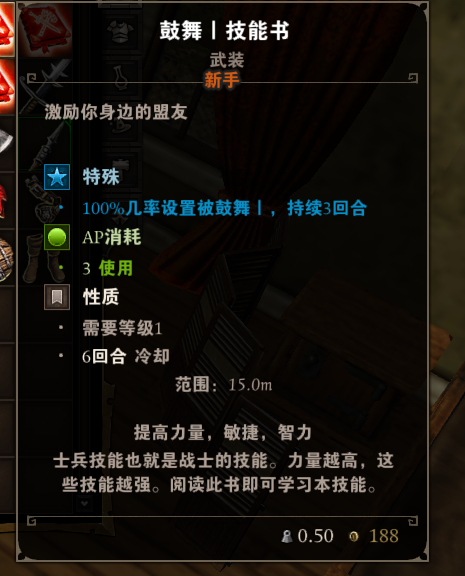 鼓舞丨技能书
武装
新手
激励你身边的盟友
特殊
· 100%几率设置被鼓舞丨，持续3回合
AP消耗
· 3 使用
性质
· 需要等级1
· 6回合 冷却
范围：15.0m
提高力量，敏捷，智力
士兵技能也就是战士的技能。力量越高，这
些技能越强。阅读此书即可学习本技能。
0.50 188